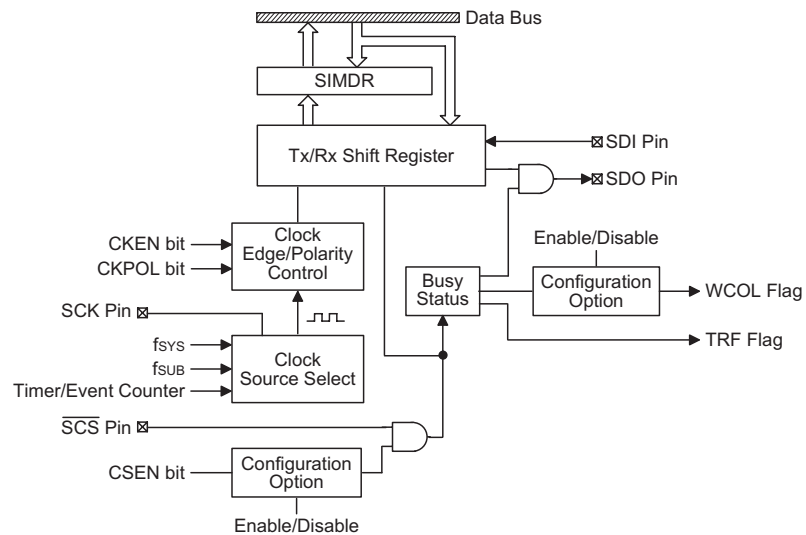 Data Bus
SIMDR
Tx/Rx Shift Register
SDI Pin
SDO Pin
CKEN bit
CKPOL bit
Clock
Edge/Polarity
Control
Enable/Disable
Busy
Status
Configuration
Option
WCOL Flag
TRF Flag
SCK Pin
fSYS
fSUB
Timer/Event Counter
Clock
Source Select
SCS Pin
CSEN bit
Configuration
Option
Enable/Disable